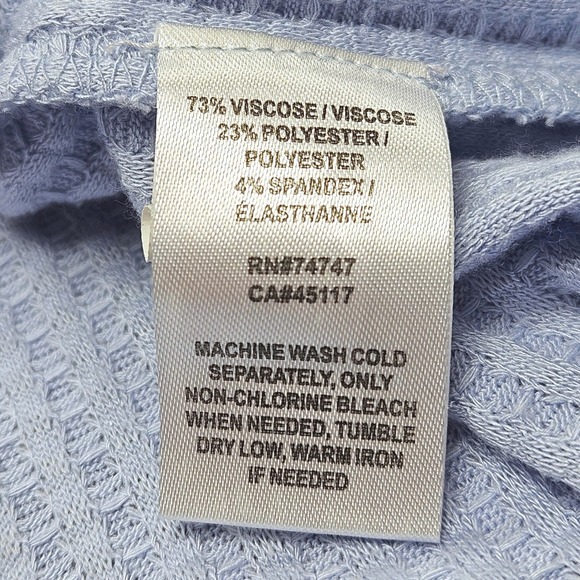 73% VISCOSE / VISCOSE
23% POLYESTER /
POLYESTER
4% SPANDEX /
ÉLASTHANNE
RN#74747
CA#45117
MACHINE WASH COLD
SEPARATELY, ONLY
NON-CHLORINE BLEACH
WHEN NEEDED, TUMBLE
DRY LOW, WARM IRON
IF NEEDED